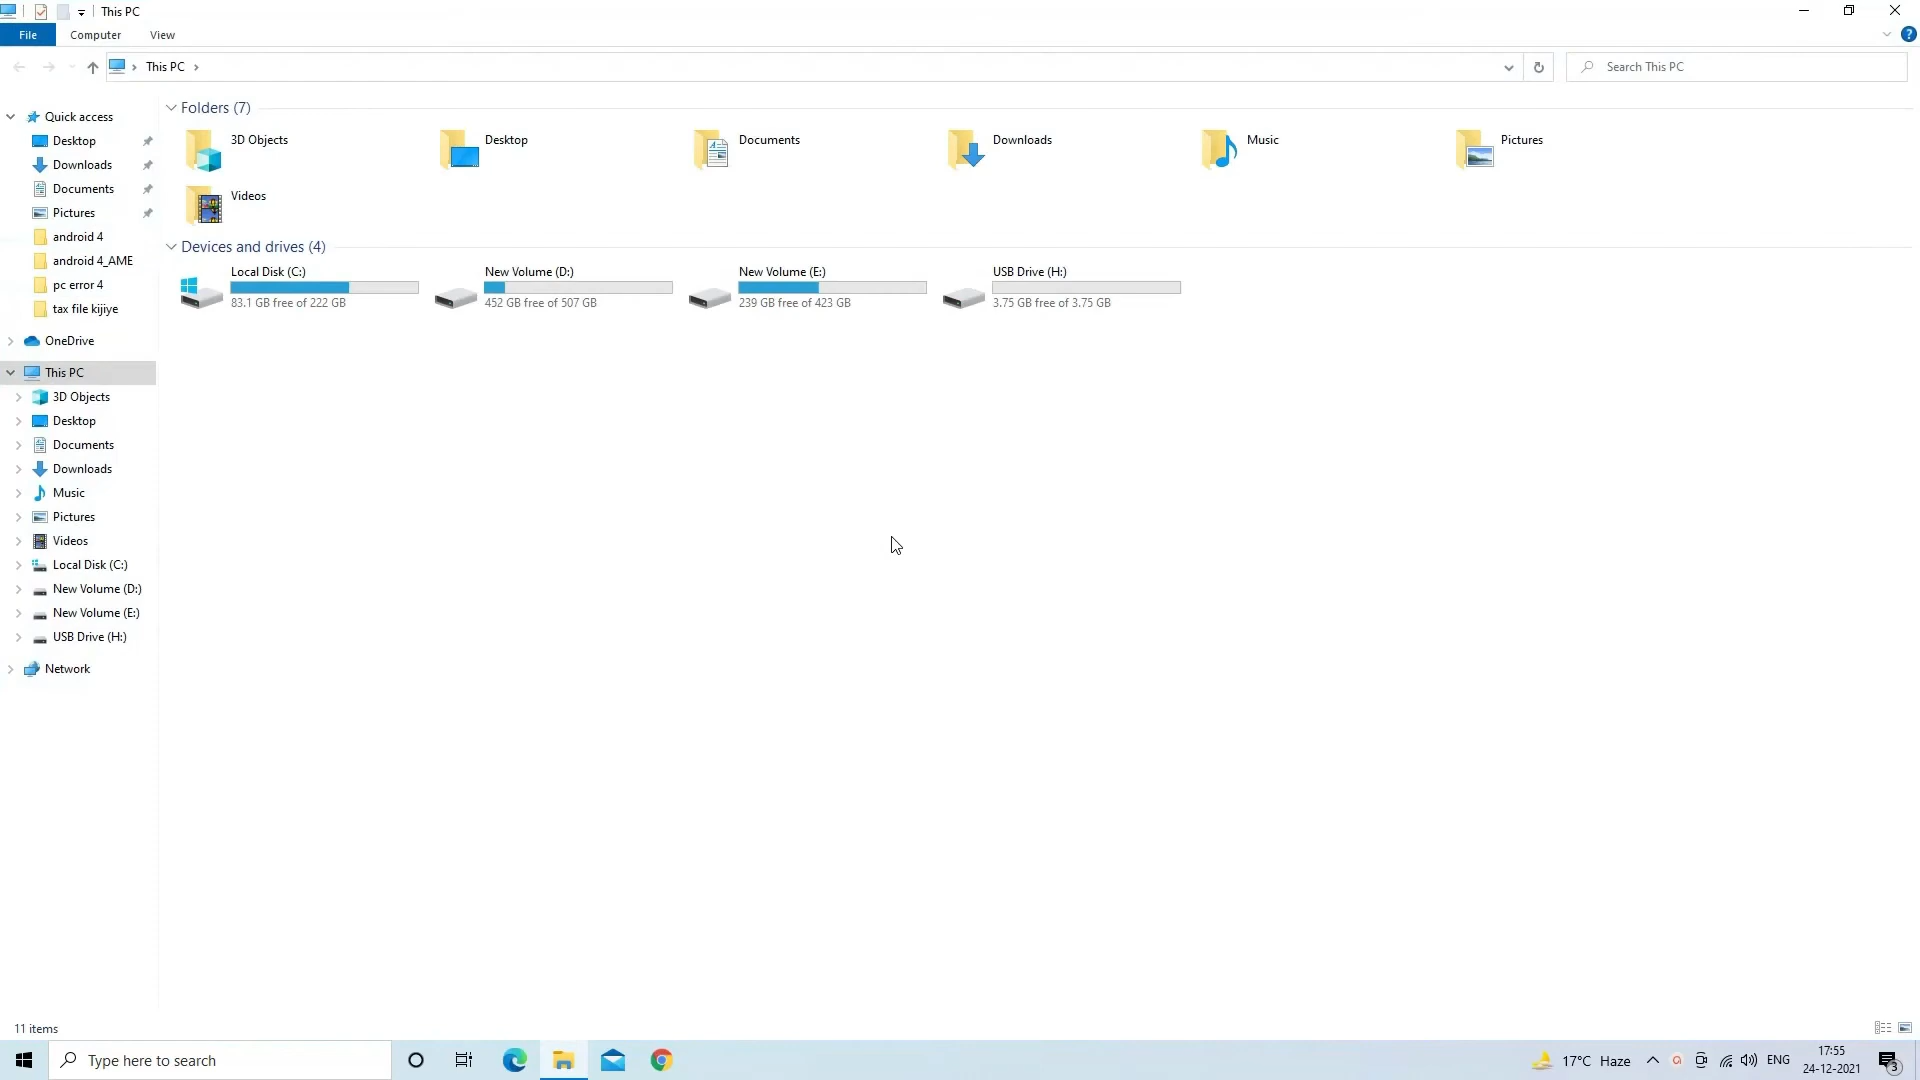 This PC
File Computer View
This PC
Search This PC
Quick access
Desktop
Downloads
Documents
Pictures
android 4
android 4_AME
pc error 4
tax file kijiye
OneDrive
This PC
3D Objects
Desktop
Documents
Downloads
Music
Pictures
Videos
Local Disk (C:)
New Volume (D:)
New Volume (E:)
USB Drive (H:)
Network
Folders (7)
3D Objects
Desktop
Documents
Downloads
Music
Pictures
Videos
Devices and drives (4)
Local Disk (C:)
83.1 GB free of 222 GB
New Volume (D:)
452 GB free of 507 GB
New Volume (E:)
239 GB free of 423 GB
USB Drive (H:)
3.75 GB free of 3.75 GB
11 items
Type here to search
17°C Haze
ENG
17:55
24-12-2021
3